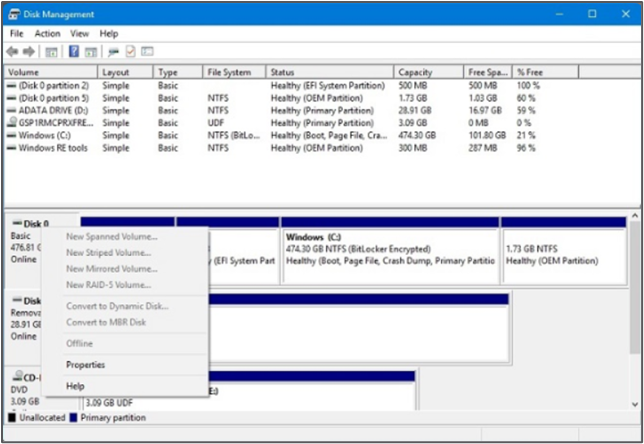 Disk Management
File Action View Help
Volume Layout Type File System Status Capacity Free Spa... % Free
(Disk 0 partition 2) Simple Basic Healthy (EFI System Partition) 500 MB 500 MB 100 %
(Disk 0 partition 5) Simple Basic NTFS Healthy (OEM Partition) 1.73 GB 1.03 GB 60 %
ADATA DRIVE (D:) Simple Basic NTFS Healthy (Primary Partition) 28.91 GB 16.97 GB 59 %
GSP1RMCPRXFRE... Simple Basic UDF Healthy (Primary Partition) 3.09 GB 0 MB 0 %
Windows (C:) Simple Basic NTFS (BitLo... Healthy (Boot, Page File, Cra... 474.30 GB 101.80 GB 21 %
Windows RE tools Simple Basic NTFS Healthy (OEM Partition) 300 MB 287 MB 96 %
Disk 0
Basic
476.81 G
Online
New Spanned Volume...
New Striped Volume...
New Mirrored Volume...
New RAID-5 Volume...
Convert to Dynamic Disk...
Convert to MBR Disk
Offline
Properties
Help
(EFI System Part
Windows (C:)
474.30 GB NTFS (BitLocker Encrypted)
Healthy (Boot, Page File, Crash Dump, Primary Partitio
1.73 GB NTFS
Healthy (OEM Partition)
Disk
Remova
28.91 GB
Online
CD-
DVD
3.09 GB
E:)
3.09 GB UDF
Unallocated Primary partition